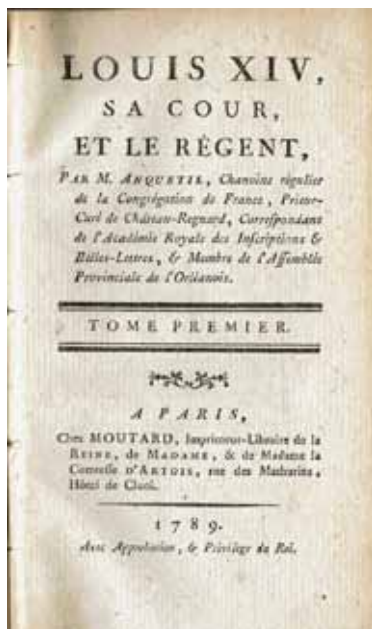 LOUIS XIV,
SA COUR,
ET LE RÉGENT,
PAR M. ANQUETIL, Chanoine régulier
de la Congrégation de France, Prieur-
Curé de Château-Regnard, Correspondant
de l'Académie Royale des Inscriptions &
Belles-Lettres, & Membre de l'Assemblée
Provinciale de l'Orléanois.
TOME PREMIER.
A PARIS,
Chez MOUTARD, Imprimeur-Libraire de la
REINE, de MADAME, & de Madame la
Comtesse D'ARTOIS, rue des Mathurins,
Hôtel de Cluni.
1789.
Avec Approbation, & Privilége du Roi.